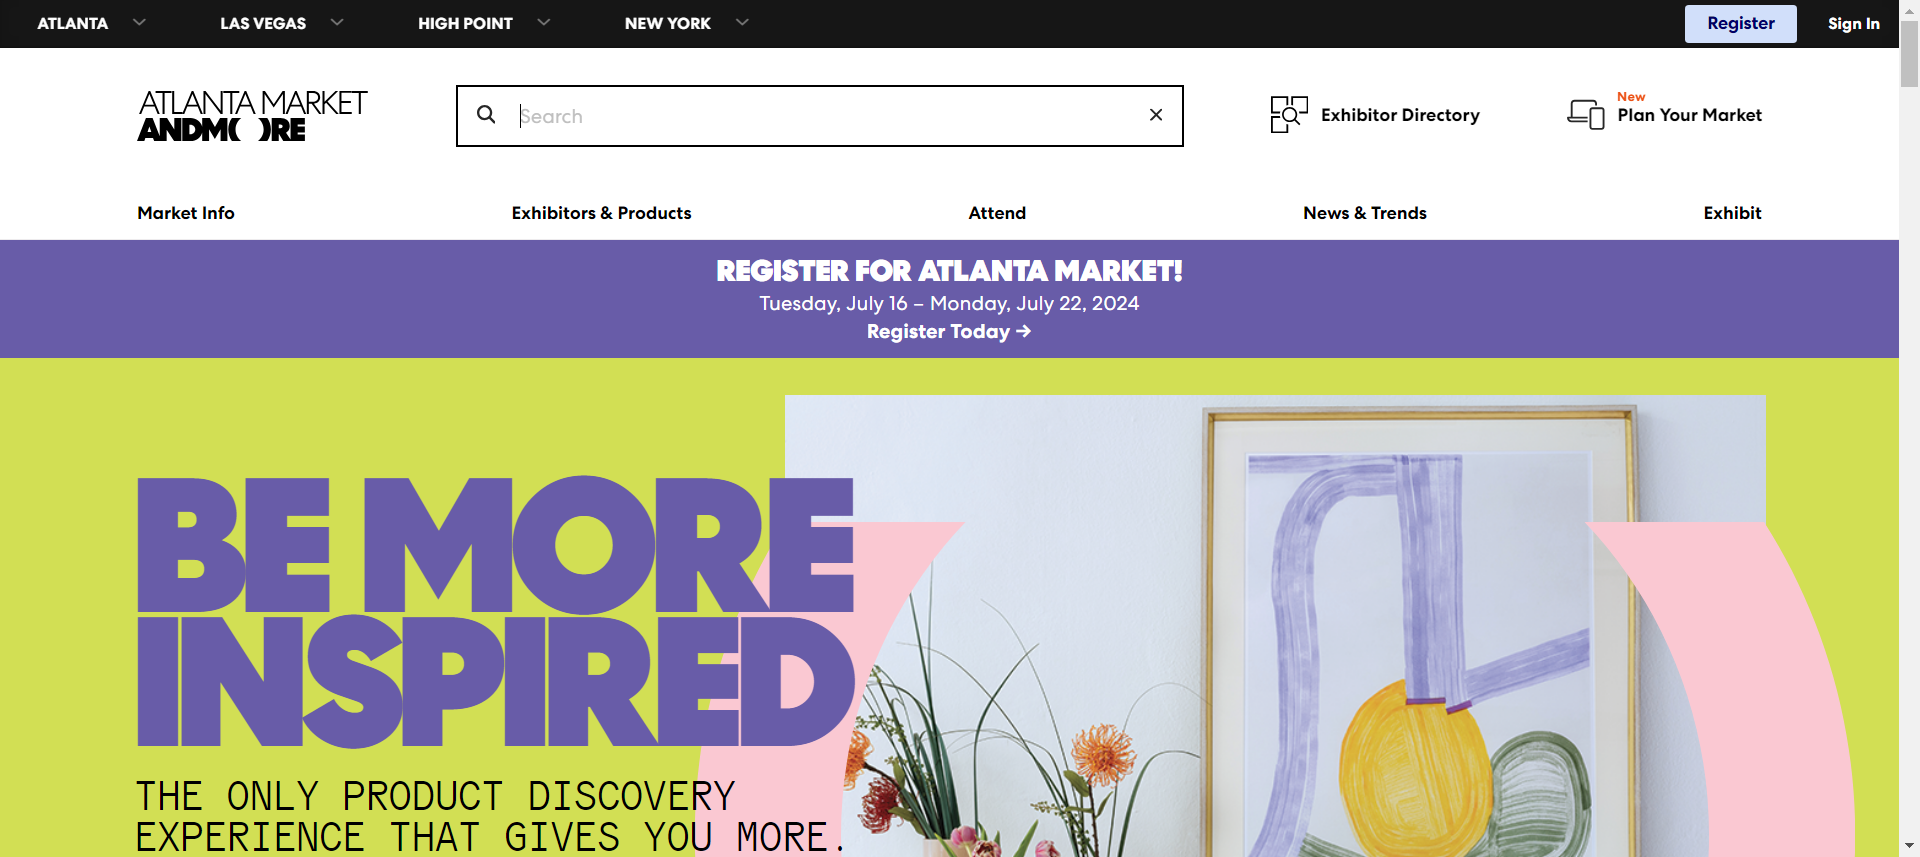 ATLANTA
LAS VEGAS
HIGH POINT
NEW YORK
Register
Sign In
ATLANTA MARKET
ANDM( )RE
Search
Exhibitor Directory
New
Plan Your Market
Market Info
Exhibitors & Products
Attend
News & Trends
Exhibit
REGISTER FOR ATLANTA MARKET!
Tuesday, July 16 – Monday, July 22, 2024
Register Today →
BE MORE
INSPIRED
THE ONLY PRODUCT DISCOVERY
EXPERIENCE THAT GIVES YOU MORE.